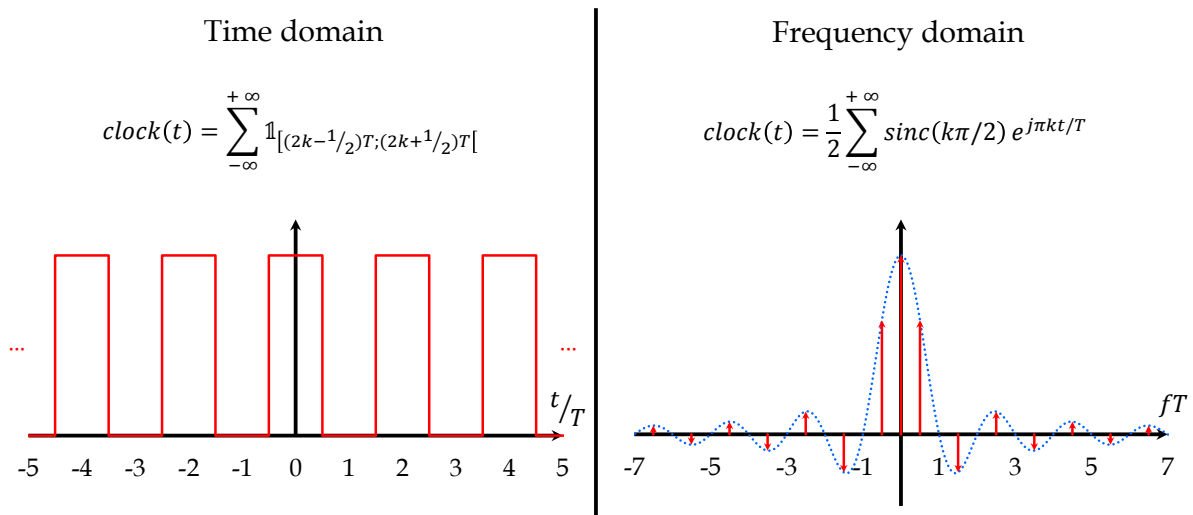 Time domain
clock(t) = ∑_{−∞}^{+∞} 𝟙_{[(2k−1/2)T;(2k+1/2)T[}
... ...
t/T
-5 -4 -3 -2 -1 0 1 2 3 4 5
Frequency domain
clock(t) = 1/2 ∑_{−∞}^{+∞} sinc(kπ/2) e^{jπkt/T}
fT
-7 -5 -3 -1 1 3 5 7